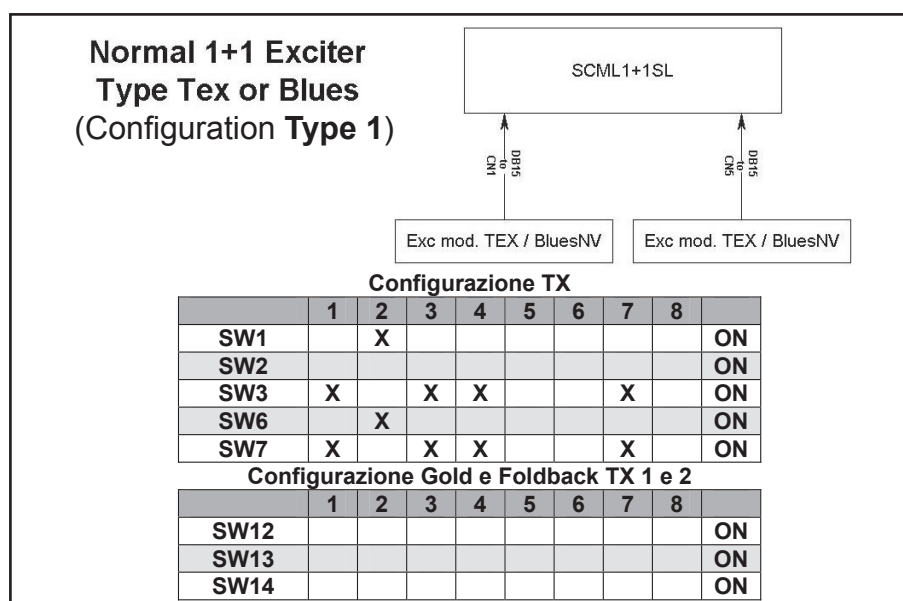 Normal 1+1 Exciter
Type Tex or Blues
(Configuration Type 1)
SCML1+1SL
DB15
to
CN1
DB15
to
CN5
Exc mod. TEX / BluesNV
Exc mod. TEX / BluesNV
Configurazione TX
1 2 3 4 5 6 7 8
SW1 X ON
SW2 ON
SW3 X X X X ON
SW6 X ON
SW7 X X X X ON
Configurazione Gold e Foldback TX 1 e 2
1 2 3 4 5 6 7 8
SW12 ON
SW13 ON
SW14 ON